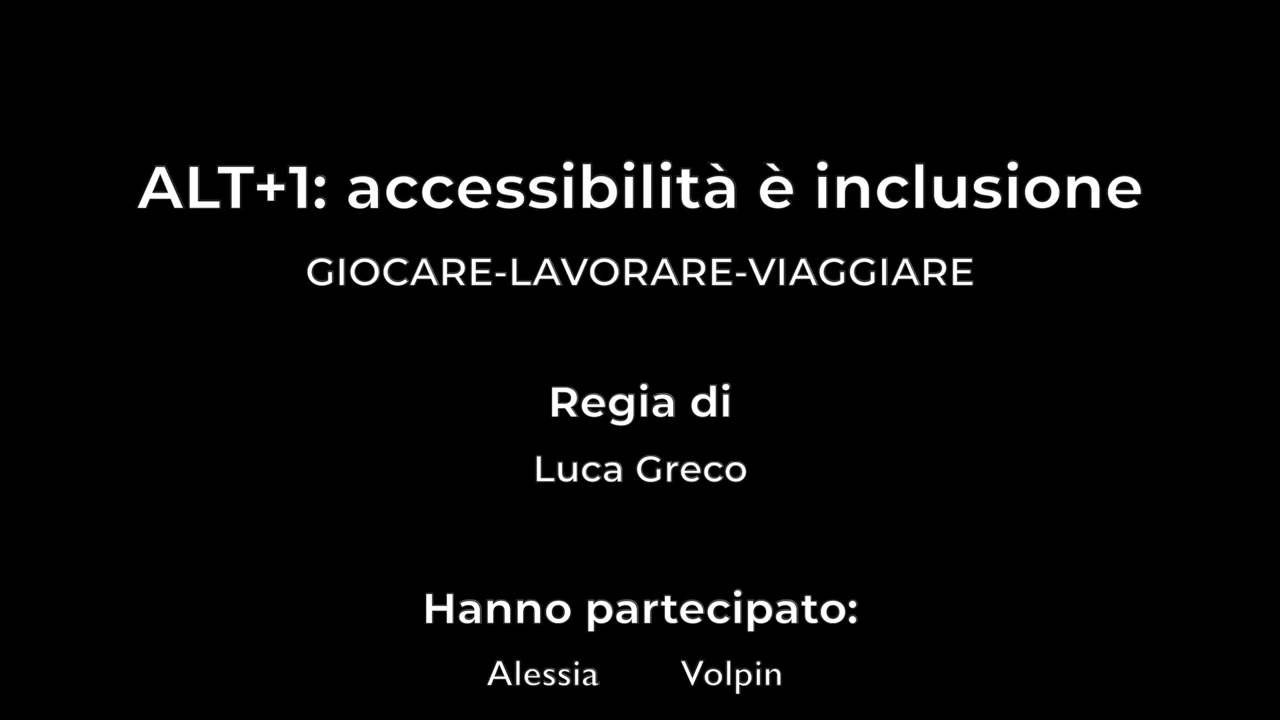 ALT+1: accessibilità è inclusione
GIOCARE-LAVORARE-VIAGGIARE
Regia di
Luca Greco
Hanno partecipato:
Alessia Volpin